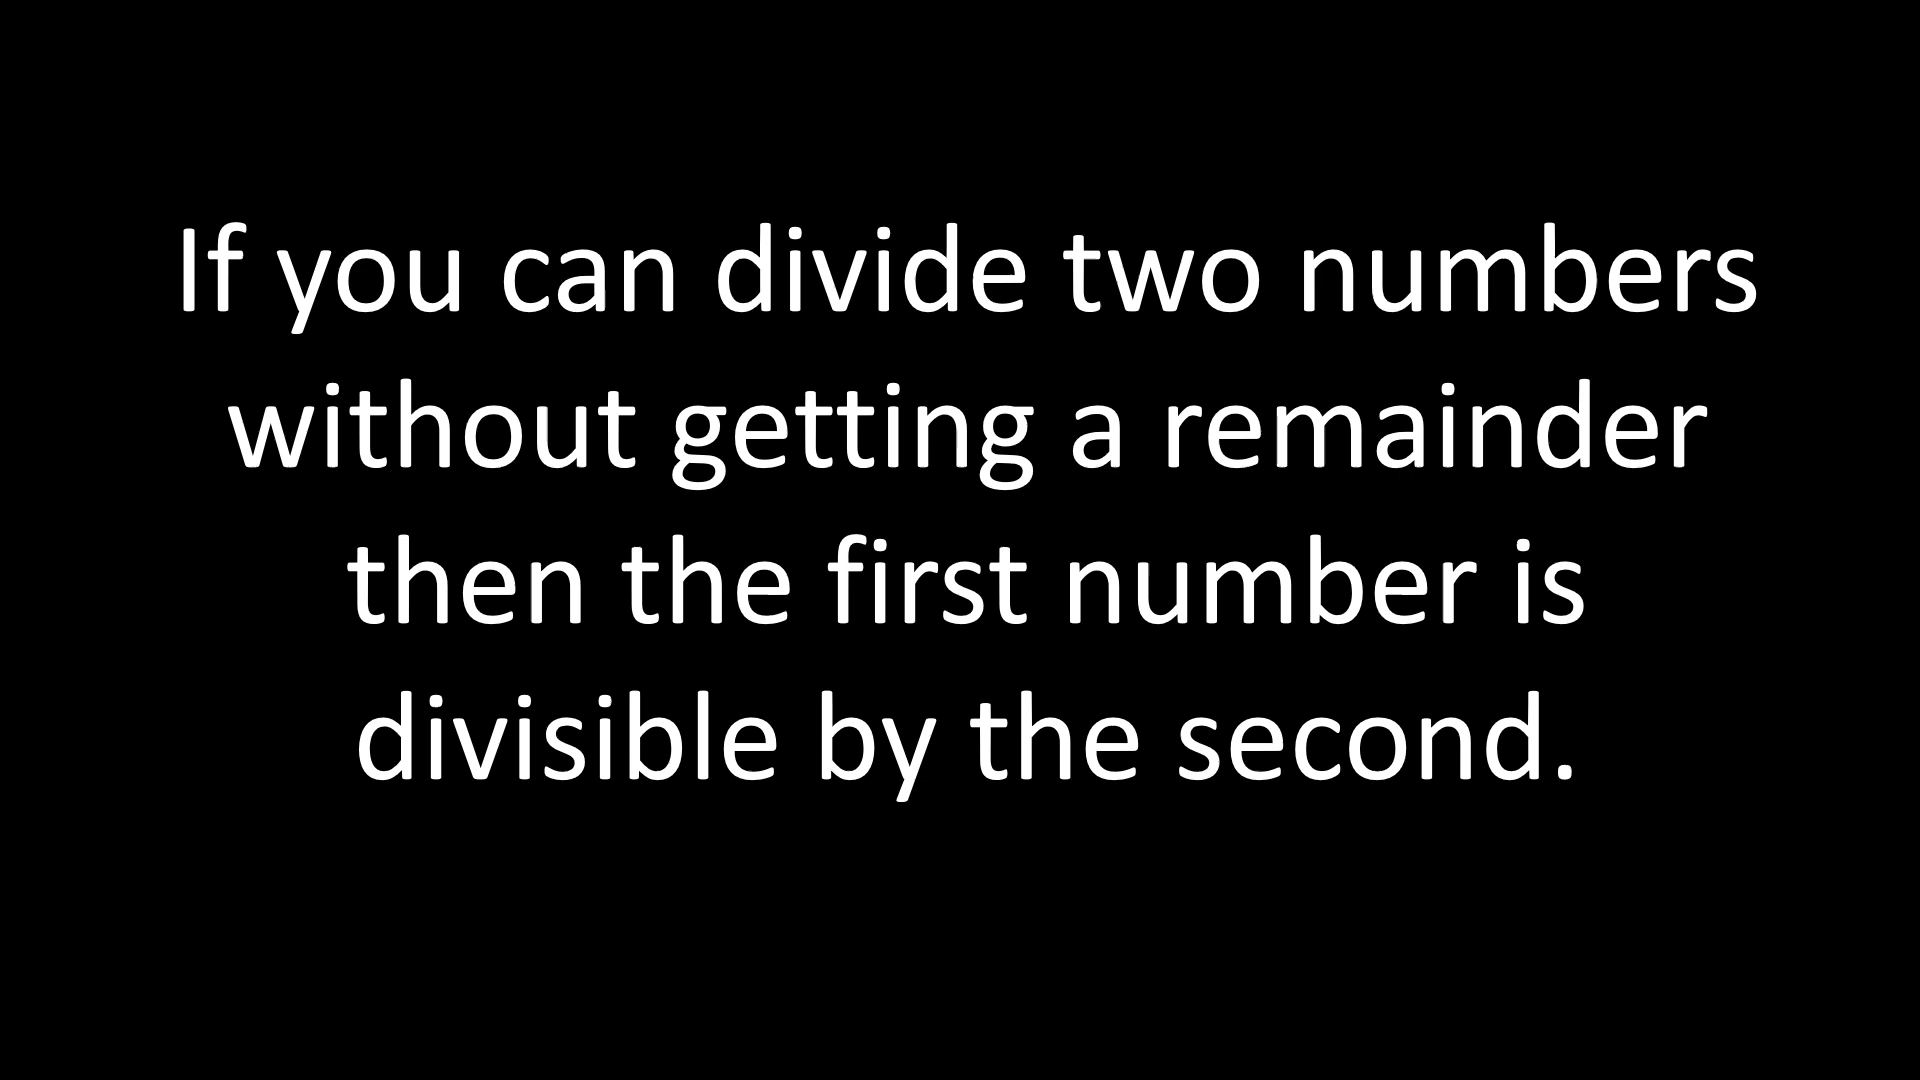 If you can divide two numbers
without getting a remainder
then the first number is
divisible by the second.